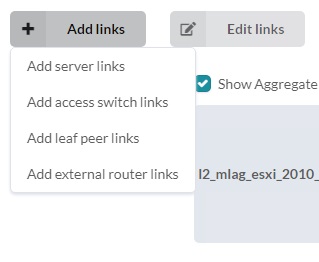 Add links
Edit links
Add server links
Show Aggregate
Add access switch links
Add leaf peer links
Add external router links
l2_mlag_esxi_2010_